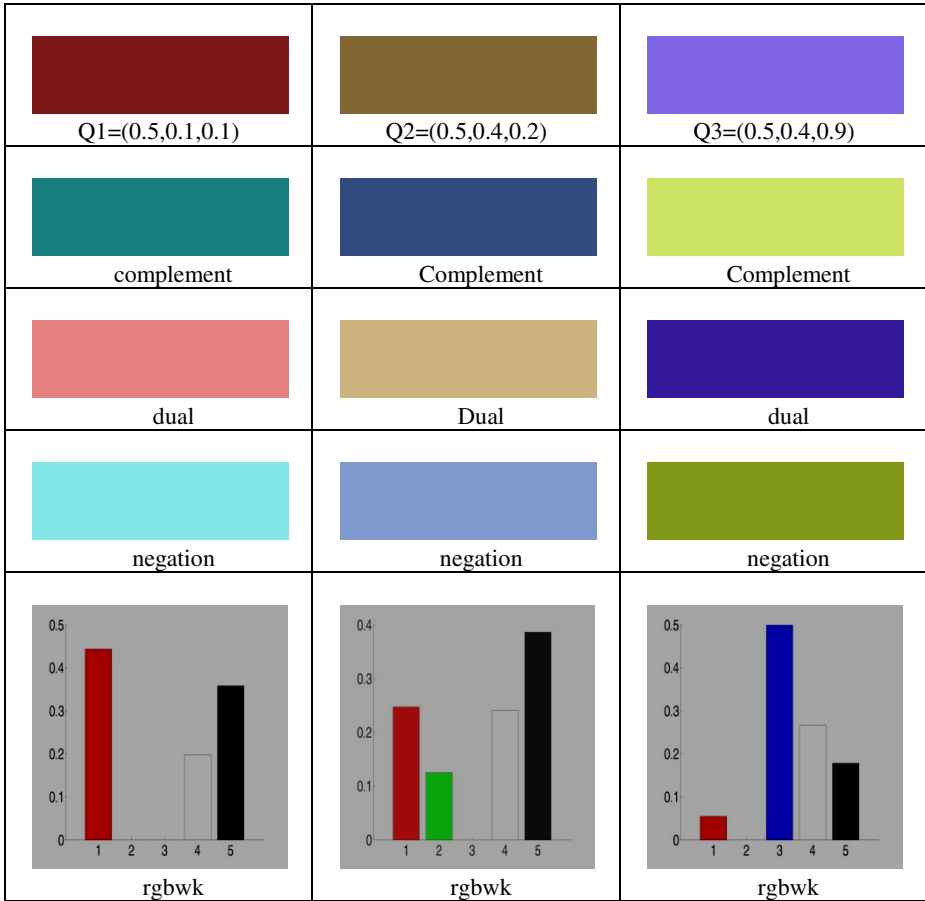 Q1=(0.5,0.1,0.1) Q2=(0.5,0.4,0.2) Q3=(0.5,0.4,0.9)
complement Complement Complement
dual Dual dual
negation negation negation
0.5
0.4
0.3
0.2
0.1
0
1 2 3 4 5
0.4
0.3
0.2
0.1
0
1 2 3 4 5
0.5
0.4
0.3
0.2
0.1
0
1 2 3 4 5
rgbwk rgbwk rgbwk